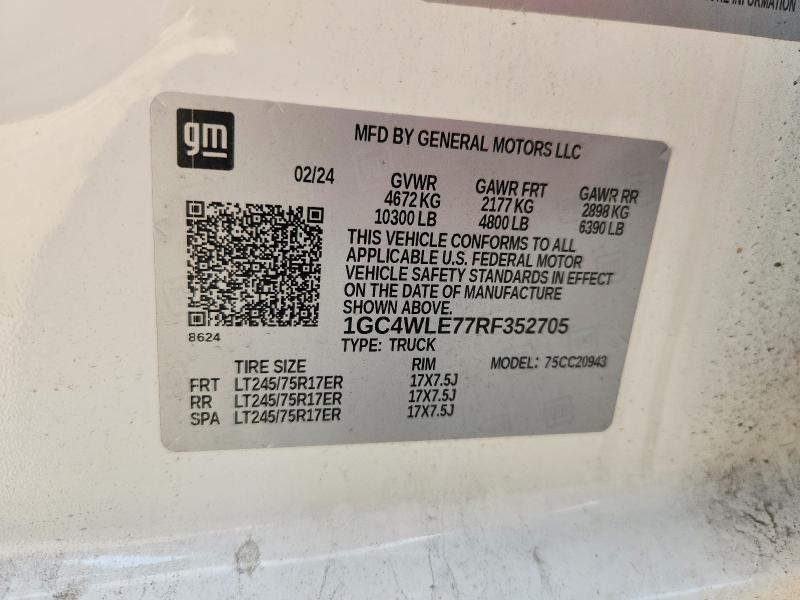 RE INFORMATION
gm
MFD BY GENERAL MOTORS LLC
02/24 GVWR GAWR FRT GAWR RR
4672 KG 2177 KG 2898 KG
10300 LB 4800 LB 6390 LB
THIS VEHICLE CONFORMS TO ALL
APPLICABLE U.S. FEDERAL MOTOR
VEHICLE SAFETY STANDARDS IN EFFECT
ON THE DATE OF MANUFACTURE
SHOWN ABOVE.
8624
1GC4WLE77RF352705
TYPE: TRUCK
TIRE SIZE RIM MODEL: 75CC20943
FRT LT245/75R17ER 17X7.5J
RR LT245/75R17ER 17X7.5J
SPA LT245/75R17ER 17X7.5J